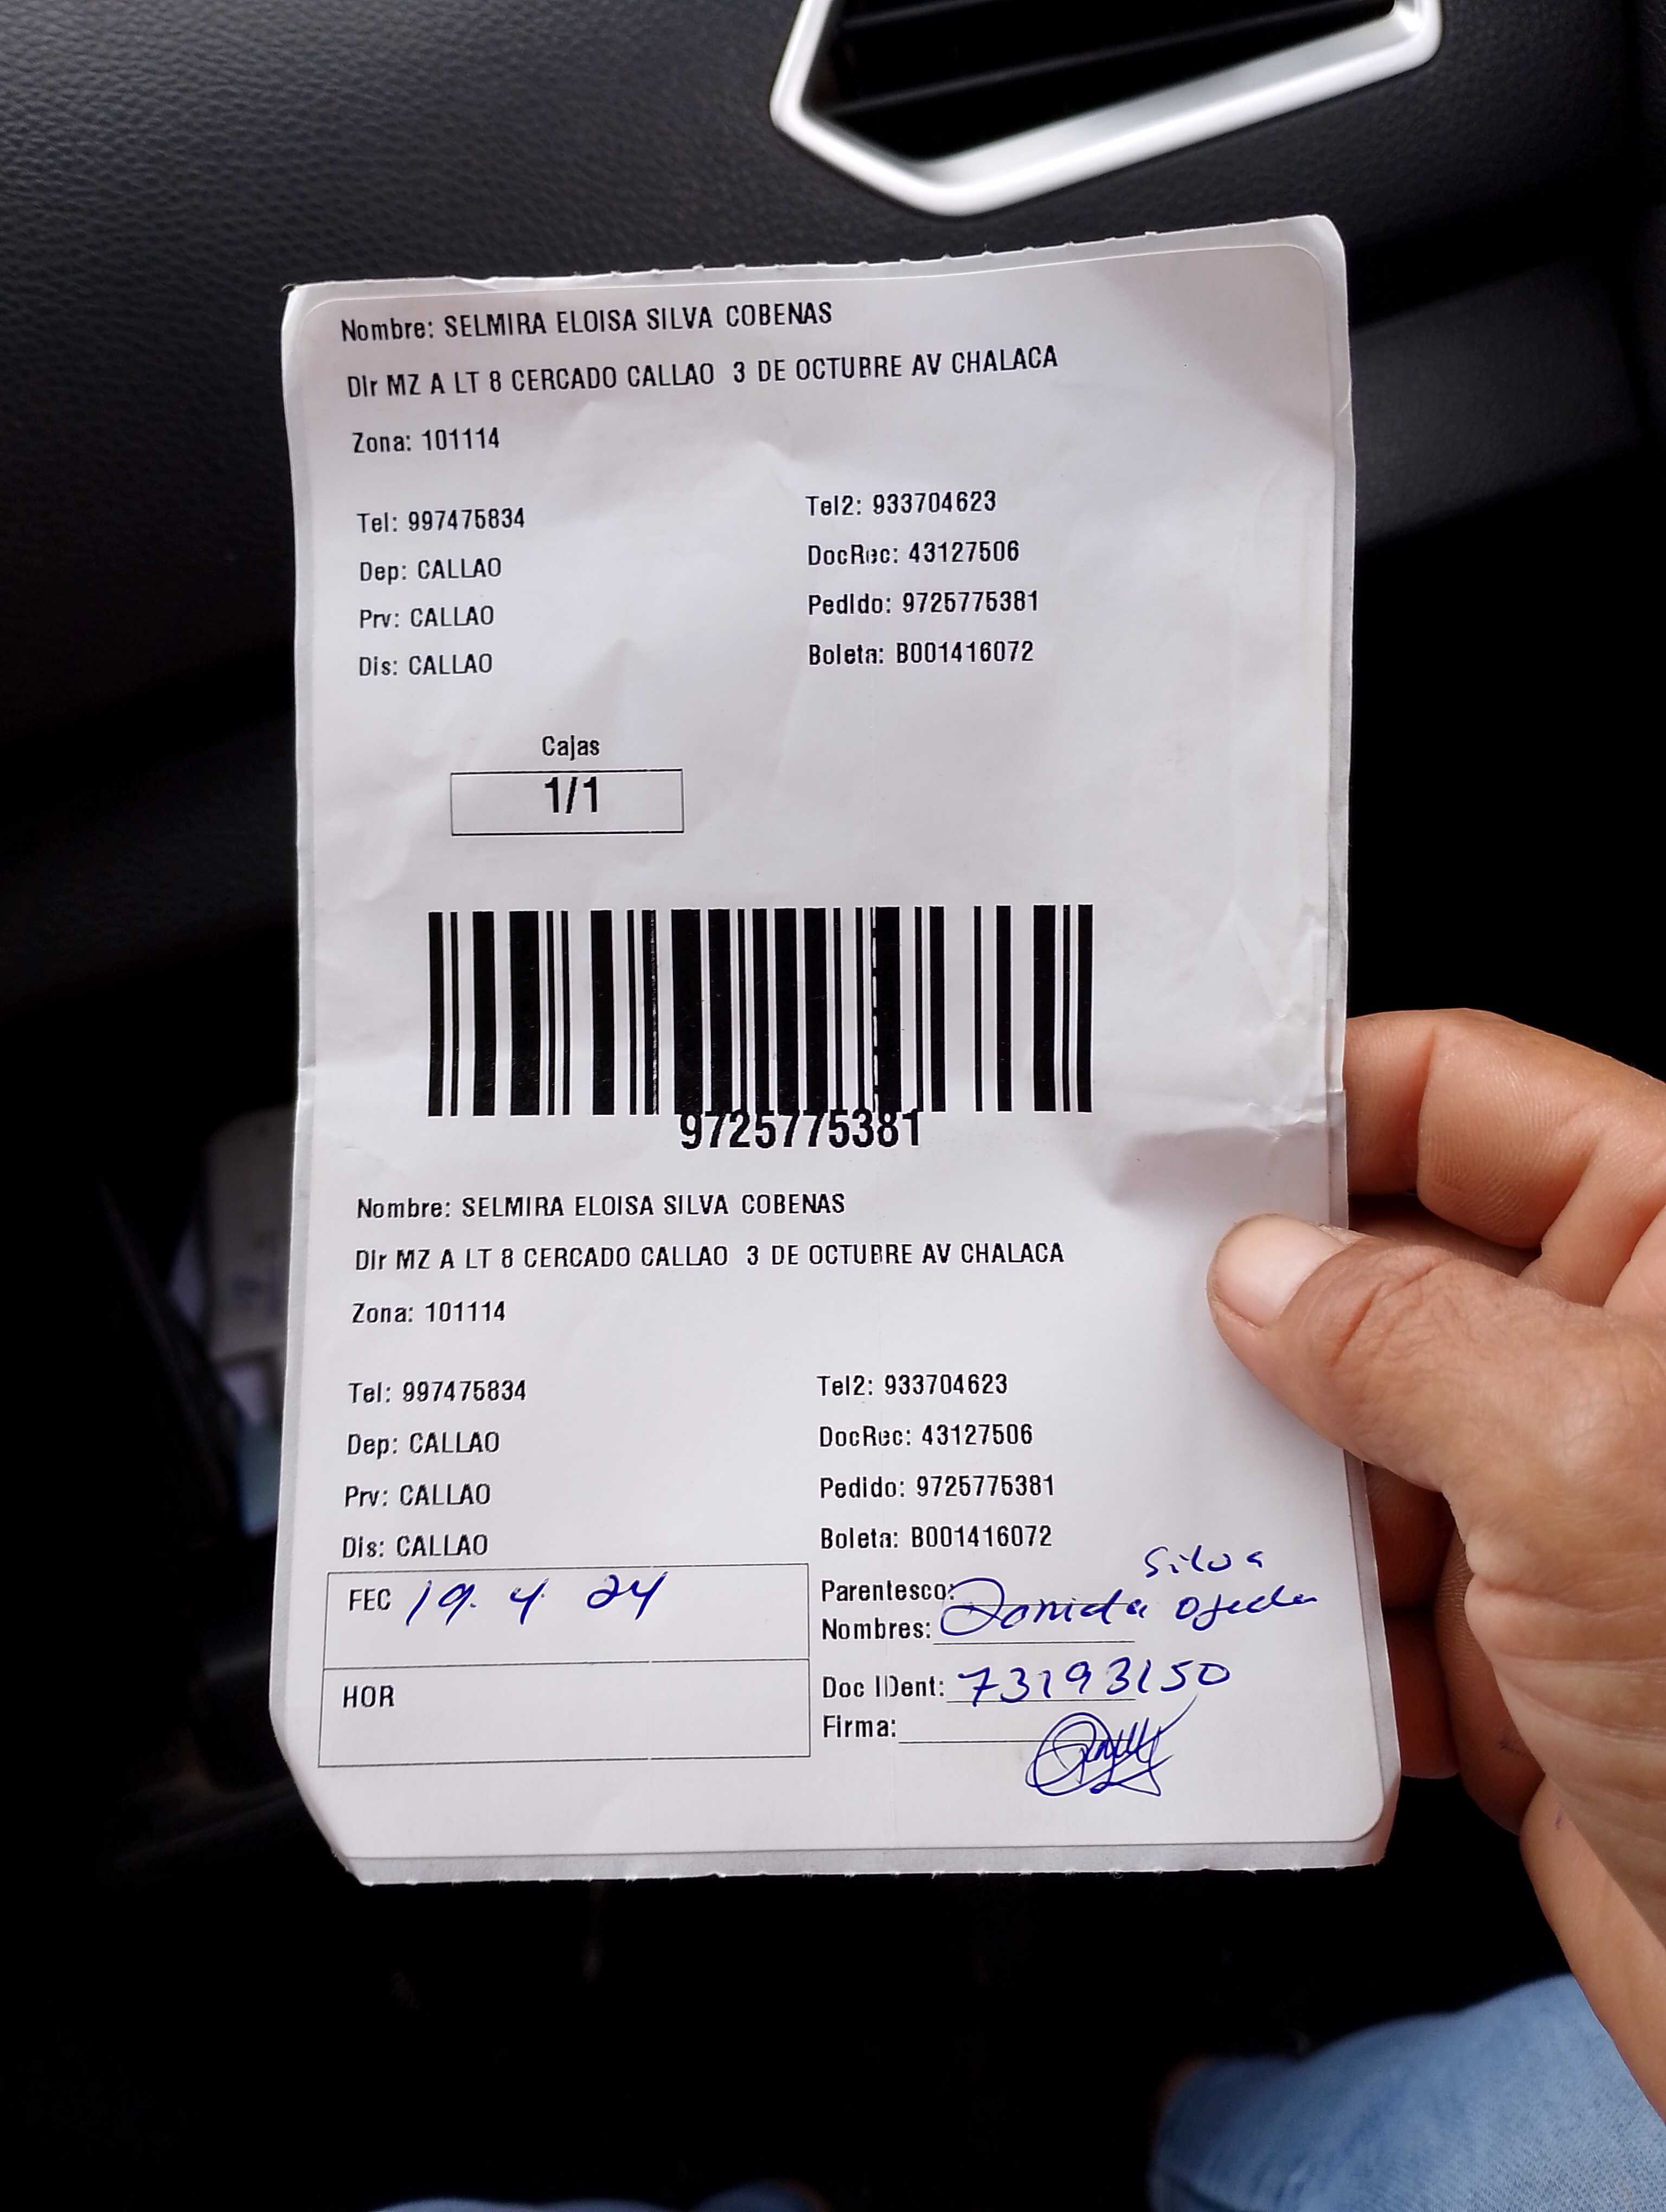 Nombre: SELMIRA ELOISA SILVA COBENAS
Dir MZ A LT 8 CERCADO CALLAO 3 DE OCTUBRE AV CHALACA
Zona: 101114
Tel: 997475834 Tel2: 933704623
Dep: CALLAO DocRec: 43127506
Prv: CALLAO Pedido: 9725775381
Dis: CALLAO Boleta: B001416072
Cajas
1/1
9725775381
Nombre: SELMIRA ELOISA SILVA COBENAS
Dir MZ A LT 8 CERCADO CALLAO 3 DE OCTUBRE AV CHALACA
Zona: 101114
Tel: 997475834 Tel2: 933704623
Dep: CALLAO DocRec: 43127506
Prv: CALLAO Pedido: 9725775381
Dis: CALLAO Boleta: B001416072
FEC 19. 4 24
Parentesco: Silva
Nombres: Ojeda
HOR
Doc IDent: 73193150
Firma: